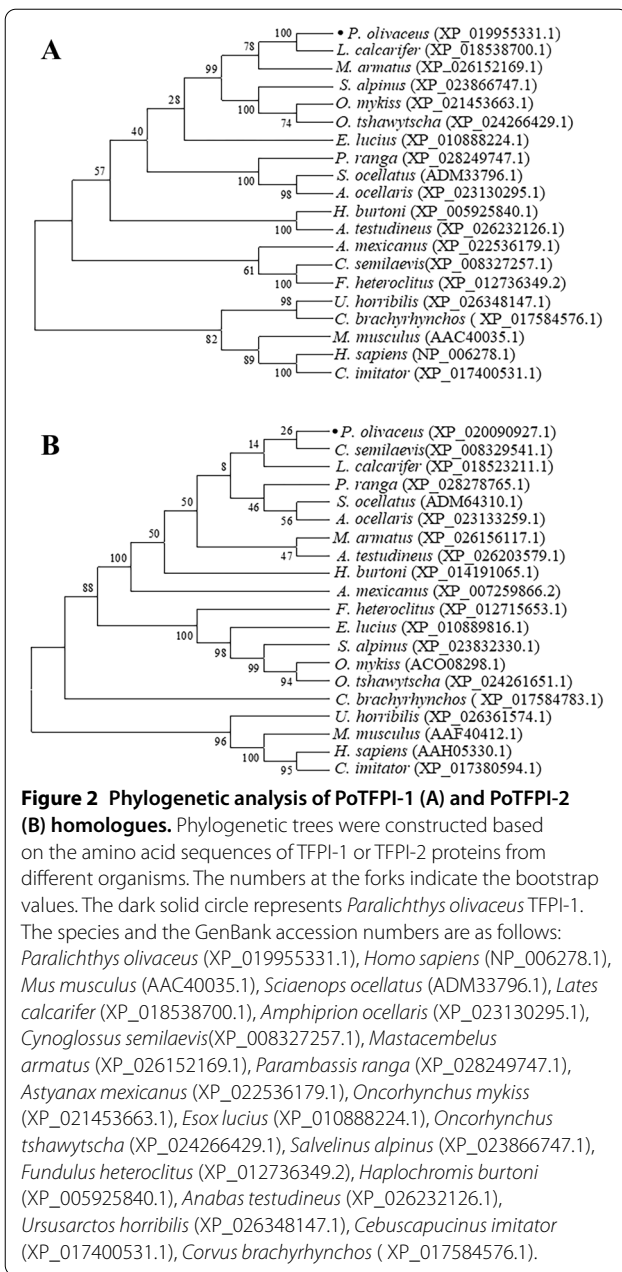 A
• P. olivaceus (XP_019955331.1)
L. calcarifer (XP_018538700.1)
M. armatus (XP_026152169.1)
S. alpinus (XP_023866747.1)
O. mykiss (XP_021453663.1)
O. tshawytscha (XP_024266429.1)
E. lucius (XP_010888224.1)
P. ranga (XP_028249747.1)
S. ocellatus (ADM33796.1)
A. ocellaris (XP_023130295.1)
H. burtoni (XP_005925840.1)
A. testudineus (XP_026232126.1)
A. mexicanus (XP_022536179.1)
C. semilaevis(XP_008327257.1)
F. heteroclitus (XP_012736349.2)
U. horribilis (XP_026348147.1)
C. brachyrhynchos ( XP_017584576.1)
M. musculus (AAC40035.1)
H. sapiens (NP_006278.1)
C. imitator (XP_017400531.1)
100
78
99
100
74
28
40
100
98
57
100
61
100
98
82
89
100
B
• P. olivaceus (XP_020090927.1)
C. semilaevis(XP_008329541.1)
L. calcarifer (XP_018523211.1)
P. ranga (XP_028278765.1)
S. ocellatus (ADM64310.1)
A. ocellaris (XP_023133259.1)
M. armatus (XP_026156117.1)
A. testudineus (XP_026203579.1)
H. burtoni (XP_014191065.1)
A. mexicanus (XP_007259866.2)
F. heteroclitus (XP_012715653.1)
E. lucius (XP_010889816.1)
S. alpinus (XP_023832330.1)
O. mykiss (ACO08298.1)
O. tshawytscha (XP_024261651.1)
C. brachyrhynchos ( XP_017584783.1)
U. horribilis (XP_026361574.1)
M. musculus (AAF40412.1)
H. sapiens (AAH05330.1)
C. imitator (XP_017380594.1)
26
14
8
46
56
50
47
50
100
88
100
98
99
94
96
100
95
Figure 2 Phylogenetic analysis of PoTFPI-1 (A) and PoTFPI-2
(B) homologues. Phylogenetic trees were constructed based
on the amino acid sequences of TFPI-1 or TFPI-2 proteins from
different organisms. The numbers at the forks indicate the bootstrap
values. The dark solid circle represents Paralichthys olivaceus TFPI-1.
The species and the GenBank accession numbers are as follows:
Paralichthys olivaceus (XP_019955331.1), Homo sapiens (NP_006278.1),
Mus musculus (AAC40035.1), Sciaenops ocellatus (ADM33796.1), Lates
calcarifer (XP_018538700.1), Amphiprion ocellaris (XP_023130295.1),
Cynoglossus semilaevis(XP_008327257.1), Mastacembelus
armatus (XP_026152169.1), Parambassis ranga (XP_028249747.1),
Astyanax mexicanus (XP_022536179.1), Oncorhynchus mykiss
(XP_021453663.1), Esox lucius (XP_010888224.1), Oncorhynchus
tshawytscha (XP_024266429.1), Salvelinus alpinus (XP_023866747.1),
Fundulus heteroclitus (XP_012736349.2), Haplochromis burtoni
(XP_005925840.1), Anabas testudineus (XP_026232126.1),
Ursusarctos horribilis (XP_026348147.1), Cebuscapucinus imitator
(XP_017400531.1), Corvus brachyrhynchos ( XP_017584576.1).